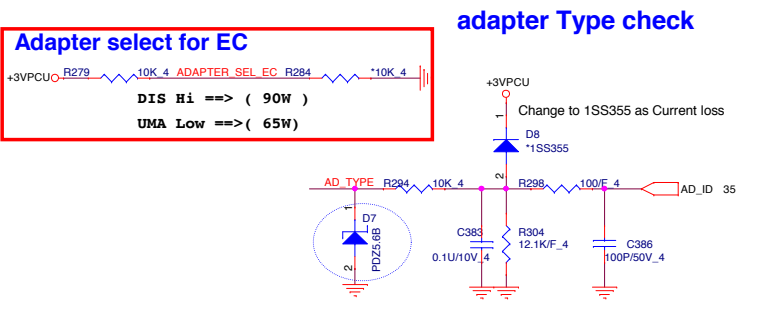 adapter Type check
Adapter select for EC
+3VPCU R279 10K_4 ADAPTER_SEL_EC R284 *10K_4
DIS Hi ==> ( 90W )
UMA Low ==>( 65W)
+3VPCU
Change to 1SS355 as Current loss
1
D8
*1SS355
2
AD_TYPE R294 10K_4 R298 100/F_4 AD_ID 35
1
D7
PDZ5.6B
2
C383
0.1U/10V_4
R304
12.1K/F_4
C386
100P/50V_4